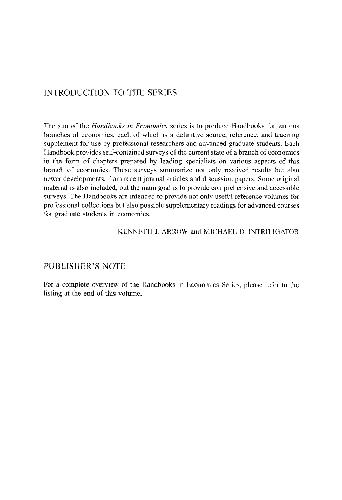 INTRODUCTION TO THE SERIES
The aim of the Handbooks in Economics series is to produce Handbooks for various
branches of economics, each of which is a definitive source, reference, and teaching
supplement for use by professional researchers and advanced graduate students. Each
Handbook provides self-contained surveys of the current state of a branch of economics
in the form of chapters prepared by leading specialists on various aspects of this
branch of economics. These surveys summarize not only received results but also
newer developments, from recent journal articles and discussion papers. Some original
material is also included, but the main goal is to provide comprehensive and accessible
surveys. The Handbooks are intended to provide not only useful reference volumes for
professional collections but also possible supplementary readings for advanced courses
for graduate students in economics.
KENNETH J. ARROW and MICHAEL D. INTRILIGATOR
PUBLISHER'S NOTE
For a complete overview of the Handbooks in Economics Series, please refer to the
listing at the end of this volume.